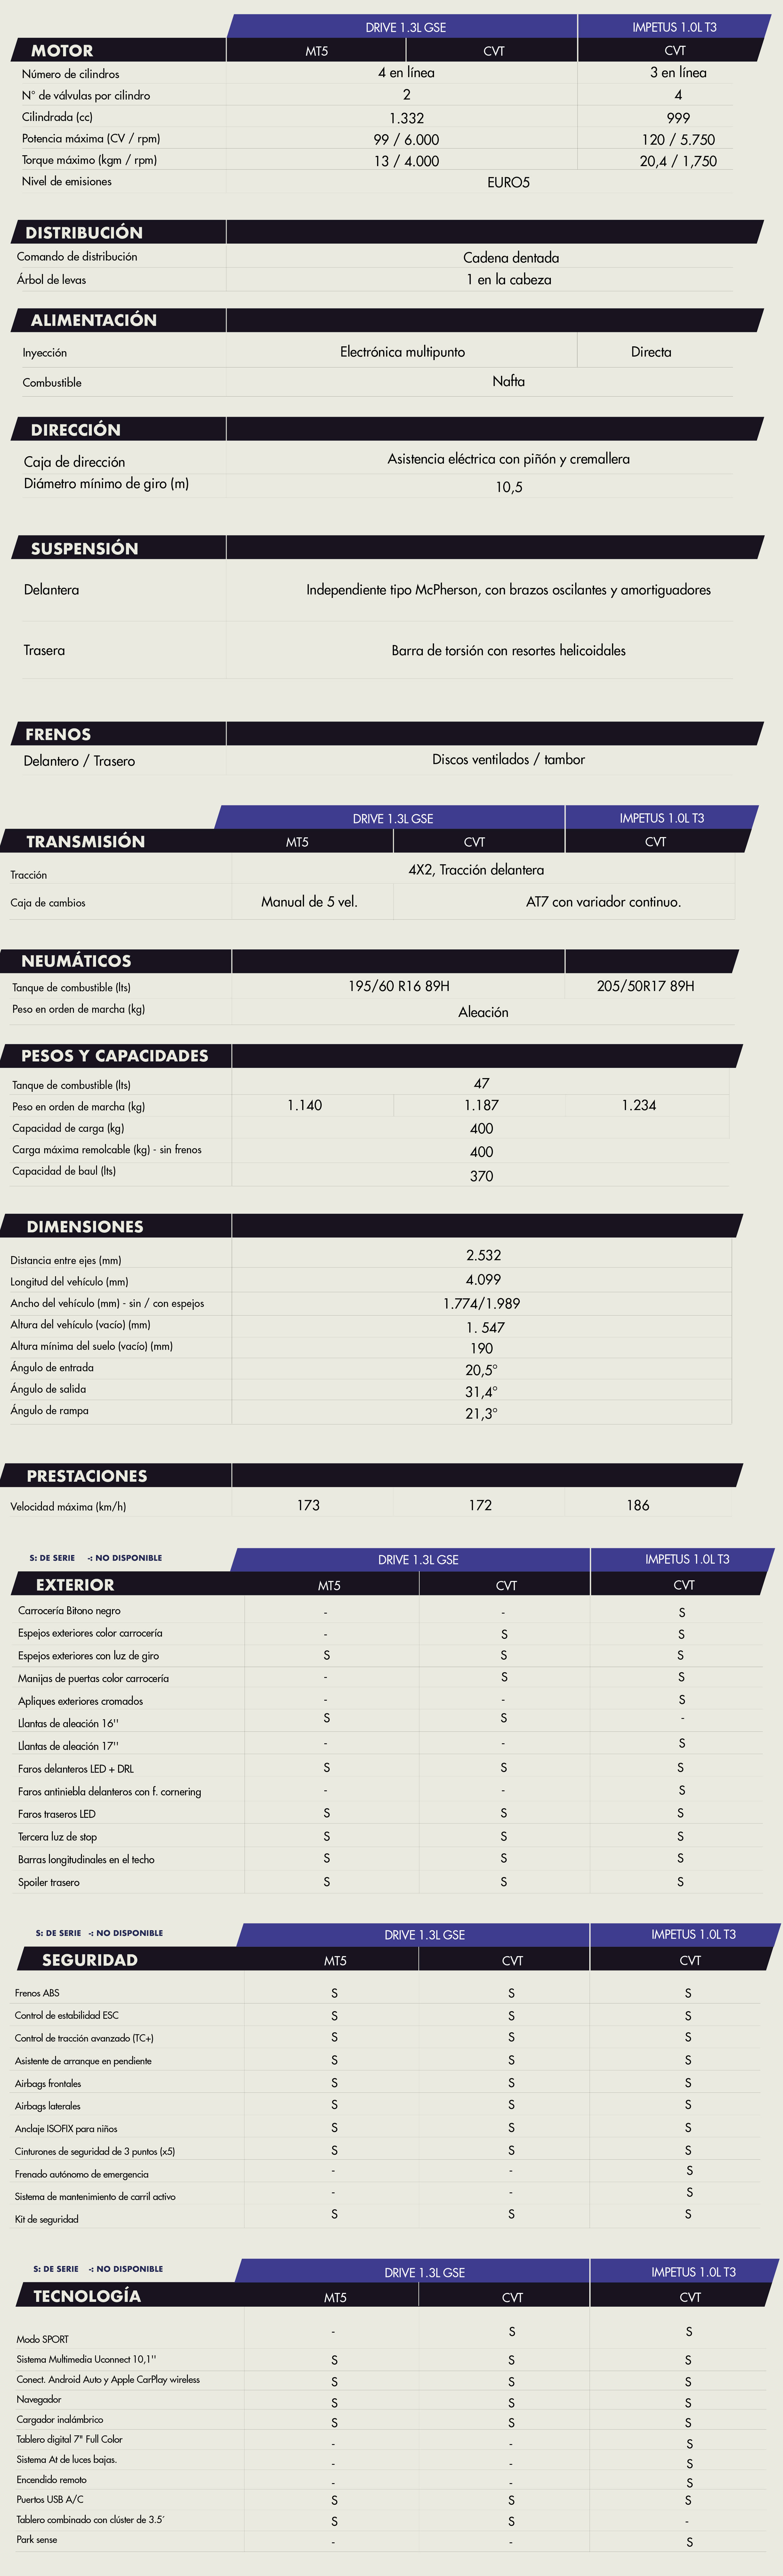 DRIVE 1.3L GSE IMPETUS 1.0L T3
MOTOR MT5 CVT CVT
Número de cilindros 4 en línea 3 en línea
N° de válvulas por cilindro 2 4
Cilindrada (cc) 1.332 999
Potencia máxima (CV / rpm) 99 / 6.000 120 / 5.750
Torque máximo (kgm / rpm) 13 / 4.000 20,4 / 1,750
Nivel de emisiones EURO5
DISTRIBUCIÓN
Comando de distribución Cadena dentada
Árbol de levas 1 en la cabeza
ALIMENTACIÓN
Inyección Electrónica multipunto Directa
Combustible Nafta
DIRECCIÓN
Caja de dirección Asistencia eléctrica con piñón y cremallera
Diámetro mínimo de giro (m) 10,5
SUSPENSIÓN
Delantera Independiente tipo McPherson, con brazos oscilantes y amortiguadores
Trasera Barra de torsión con resortes helicoidales
FRENOS
Delantero / Trasero Discos ventilados / tambor
DRIVE 1.3L GSE IMPETUS 1.0L T3
TRANSMISIÓN MT5 CVT CVT
Tracción 4X2, Tracción delantera
Caja de cambios Manual de 5 vel. AT7 con variador continuo.
NEUMÁTICOS
Tanque de combustible (lts) 195/60 R16 89H 205/50R17 89H
Peso en orden de marcha (kg) Aleación
PESOS Y CAPACIDADES
Tanque de combustible (lts) 47
Peso en orden de marcha (kg) 1.140 1.187 1.234
Capacidad de carga (kg) 400
Carga máxima remolcable (kg) - sin frenos 400
Capacidad de baul (lts) 370
DIMENSIONES
Distancia entre ejes (mm) 2.532
Longitud del vehículo (mm) 4.099
Ancho del vehículo (mm) - sin / con espejos 1.774/1.989
Altura del vehículo (vacío) (mm) 1. 547
Altura mínima del suelo (vacío) (mm) 190
Ángulo de entrada 20,5°
Ángulo de salida 31,4°
Ángulo de rampa 21,3°
PRESTACIONES
Velocidad máxima (km/h) 173 172 186
S: DE SERIE -: NO DISPONIBLE DRIVE 1.3L GSE IMPETUS 1.0L T3
EXTERIOR MT5 CVT CVT
Carrocería Bitono negro - - S
Espejos exteriores color carrocería - S S
Espejos exteriores con luz de giro S S S
Manijas de puertas color carrocería - S S
Apliques exteriores cromados - - S
Llantas de aleación 16'' S S -
Llantas de aleación 17'' - - S
Faros delanteros LED + DRL S S S
Faros antiniebla delanteros con f. cornering - - S
Faros traseros LED S S S
Tercera luz de stop S S S
Barras longitudinales en el techo S S S
Spoiler trasero S S S
S: DE SERIE -: NO DISPONIBLE DRIVE 1.3L GSE IMPETUS 1.0L T3
SEGURIDAD MT5 CVT CVT
Frenos ABS S S S
Control de estabilidad ESC S S S
Control de tracción avanzado (TC+) S S S
Asistente de arranque en pendiente S S S
Airbags frontales S S S
Airbags laterales S S S
Anclaje ISOFIX para niños S S S
Cinturones de seguridad de 3 puntos (x5) S S S
Frenado autónomo de emergencia - - S
Sistema de mantenimiento de carril activo - - S
Kit de seguridad S S S
S: DE SERIE -: NO DISPONIBLE DRIVE 1.3L GSE IMPETUS 1.0L T3
TECNOLOGÍA MT5 CVT CVT
Modo SPORT - S S
Sistema Multimedia Uconnect 10,1'' S S S
Conect. Android Auto y Apple CarPlay wireless S S S
Navegador S S S
Cargador inalámbrico S S S
Tablero digital 7" Full Color - - S
Sistema At de luces bajas. - - S
Encendido remoto - - S
Puertos USB A/C S S S
Tablero combinado con clúster de 3.5´ S S -
Park sense - - S